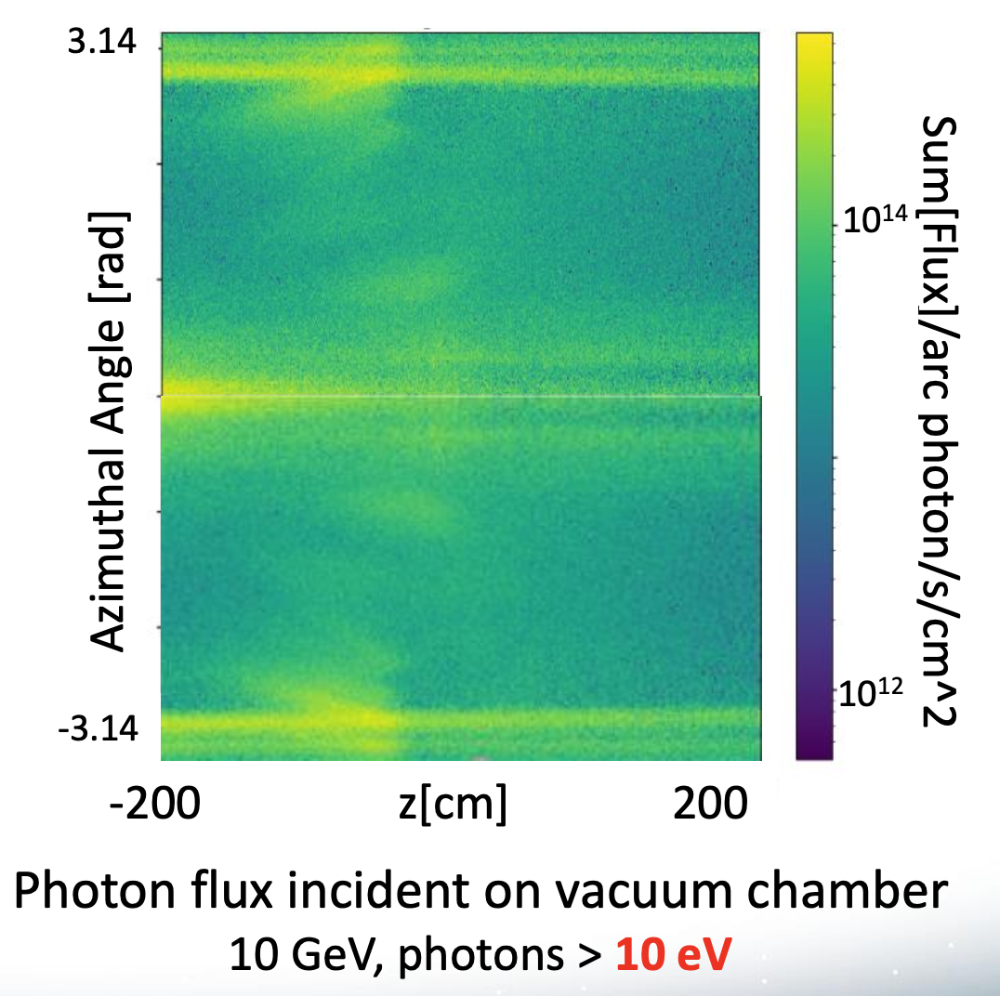 3.14
Azimuthal Angle [rad]
-3.14
-200
z[cm]
200
10¹⁴
10¹²
Sum[Flux]/arc photon/s/cm^2
Photon flux incident on vacuum chamber
10 GeV, photons > 10 eV